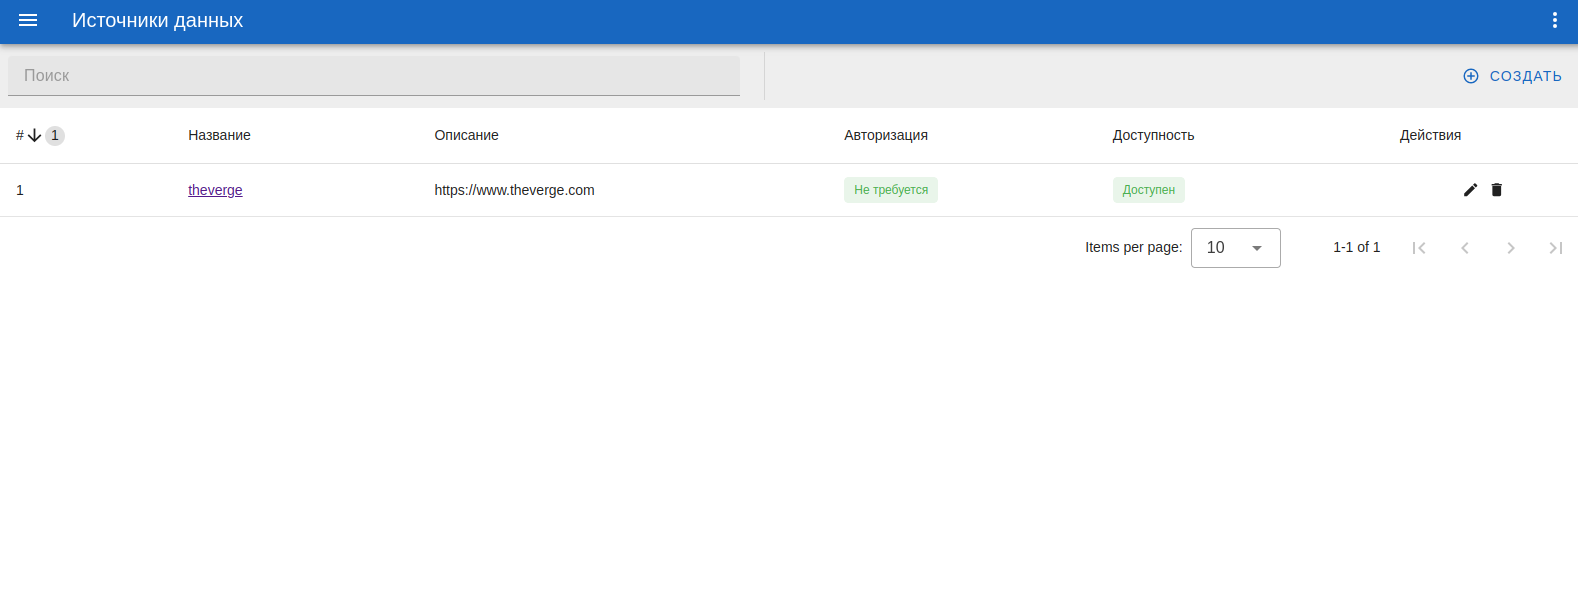 Источники данных
Поиск
СОЗДАТЬ
# 1 Название Описание Авторизация Доступность Действия
1 theverge https://www.theverge.com Не требуется Доступен
Items per page: 10 1-1 of 1